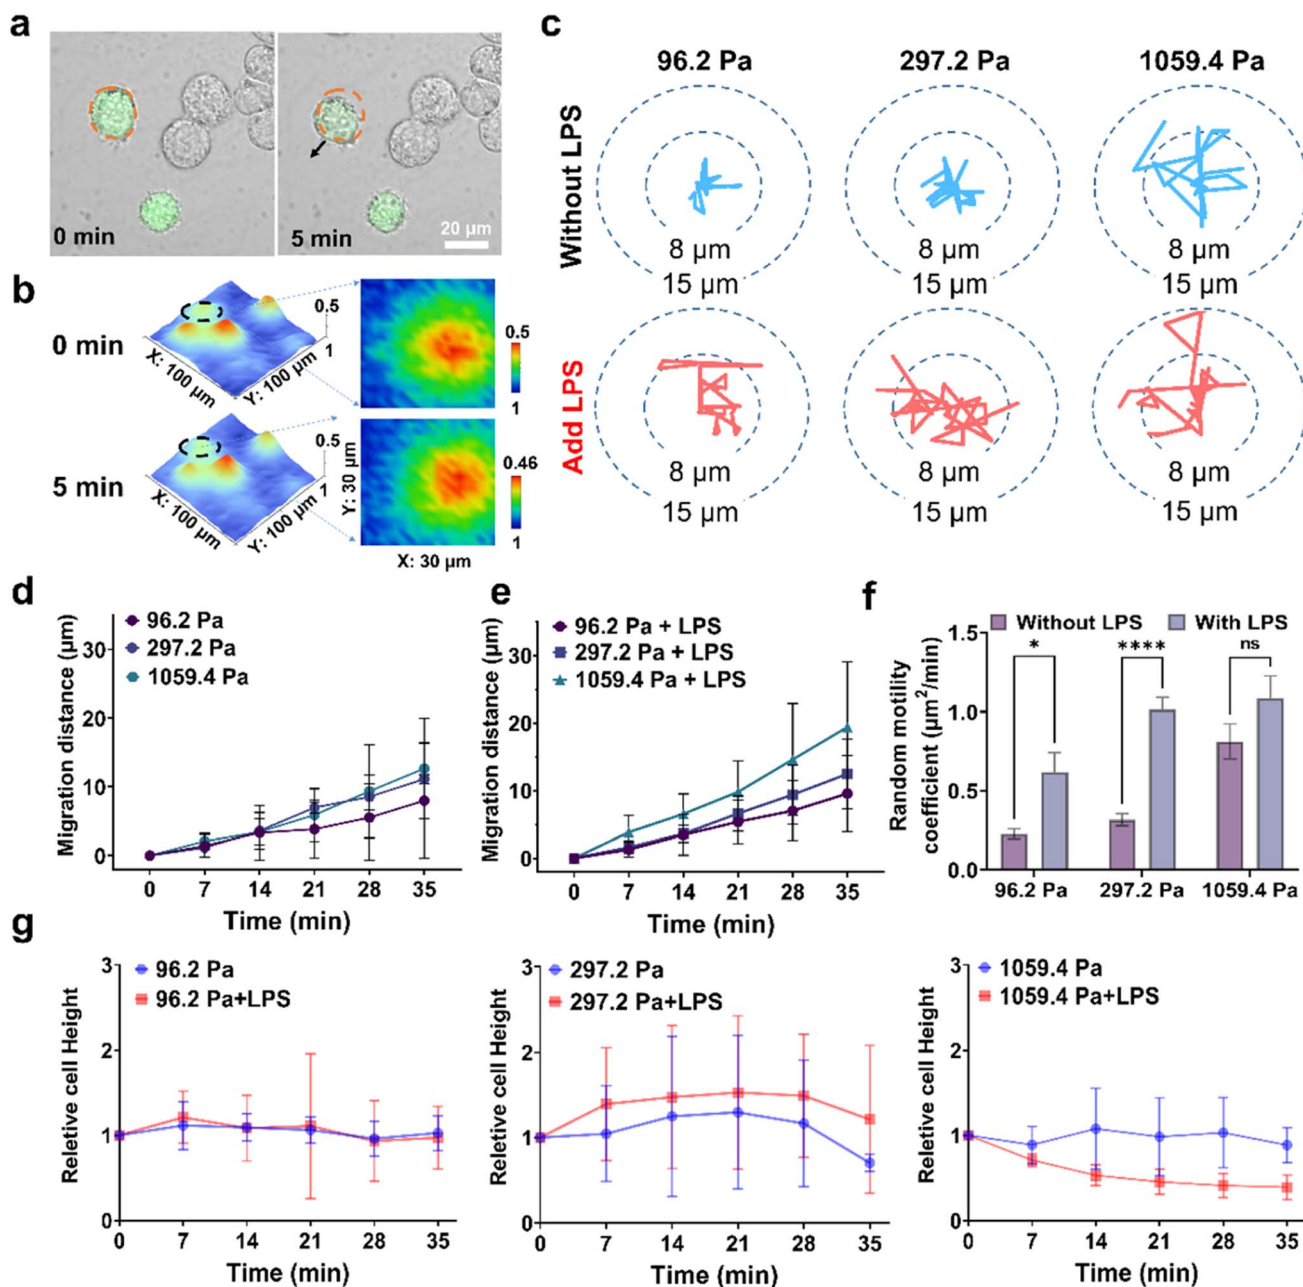 a
0 min
5 min
20 µm
b
0 min
0.5
1
X: 100 µm
Y: 100 µm
0.5
1
5 min
0.5
1
X: 100 µm
Y: 100 µm
Y: 30 µm
0.46
1
X: 30 µm
c
96.2 Pa
297.2 Pa
1059.4 Pa
Without LPS
8 µm
15 µm
8 µm
15 µm
8 µm
15 µm
Add LPS
8 µm
15 µm
8 µm
15 µm
8 µm
15 µm
d
96.2 Pa
297.2 Pa
1059.4 Pa
Migration distance (µm)
30
20
10
0
0 7 14 21 28 35
Time (min)
e
96.2 Pa + LPS
297.2 Pa + LPS
1059.4 Pa + LPS
Migration distance (µm)
30
20
10
0
0 7 14 21 28 35
Time (min)
f
Without LPS
With LPS
Random motility
coefficient (µm²/min)
1.5
1.0
0.5
0.0
*
****
ns
96.2 Pa 297.2 Pa 1059.4 Pa
g
96.2 Pa
96.2 Pa+LPS
Reletive cell Height
3
2
1
0
0 7 14 21 28 35
Time (min)
297.2 Pa
297.2 Pa+LPS
Reletive cell Height
3
2
1
0
0 7 14 21 28 35
Time (min)
1059.4 Pa
1059.4 Pa+LPS
Reletive cell Height
3
2
1
0
0 7 14 21 28 35
Time (min)